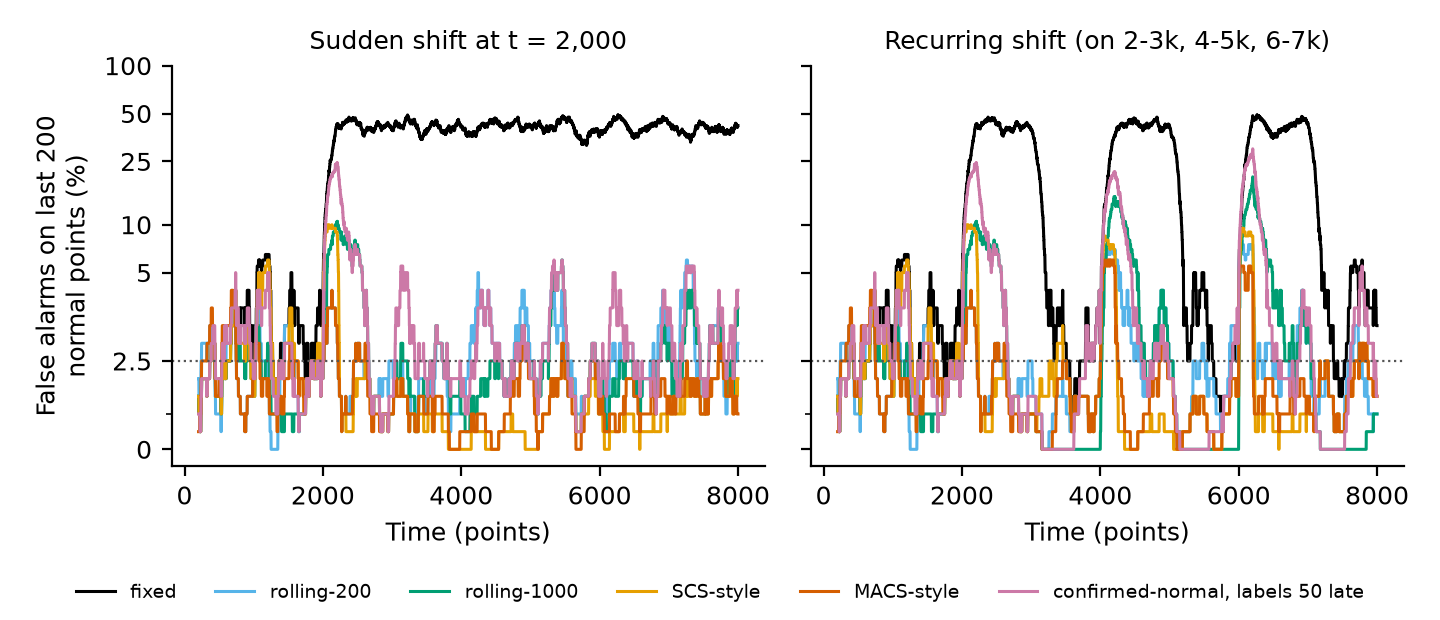 Sudden shift at t = 2,000
Recurring shift (on 2-3k, 4-5k, 6-7k)
False alarms on last 200
normal points (%)
100
50
25
10
5
2.5
0
0 2000 4000 6000 8000
0 2000 4000 6000 8000
Time (points)
Time (points)
fixed rolling-200 rolling-1000 SCS-style MACS-style confirmed-normal, labels 50 late